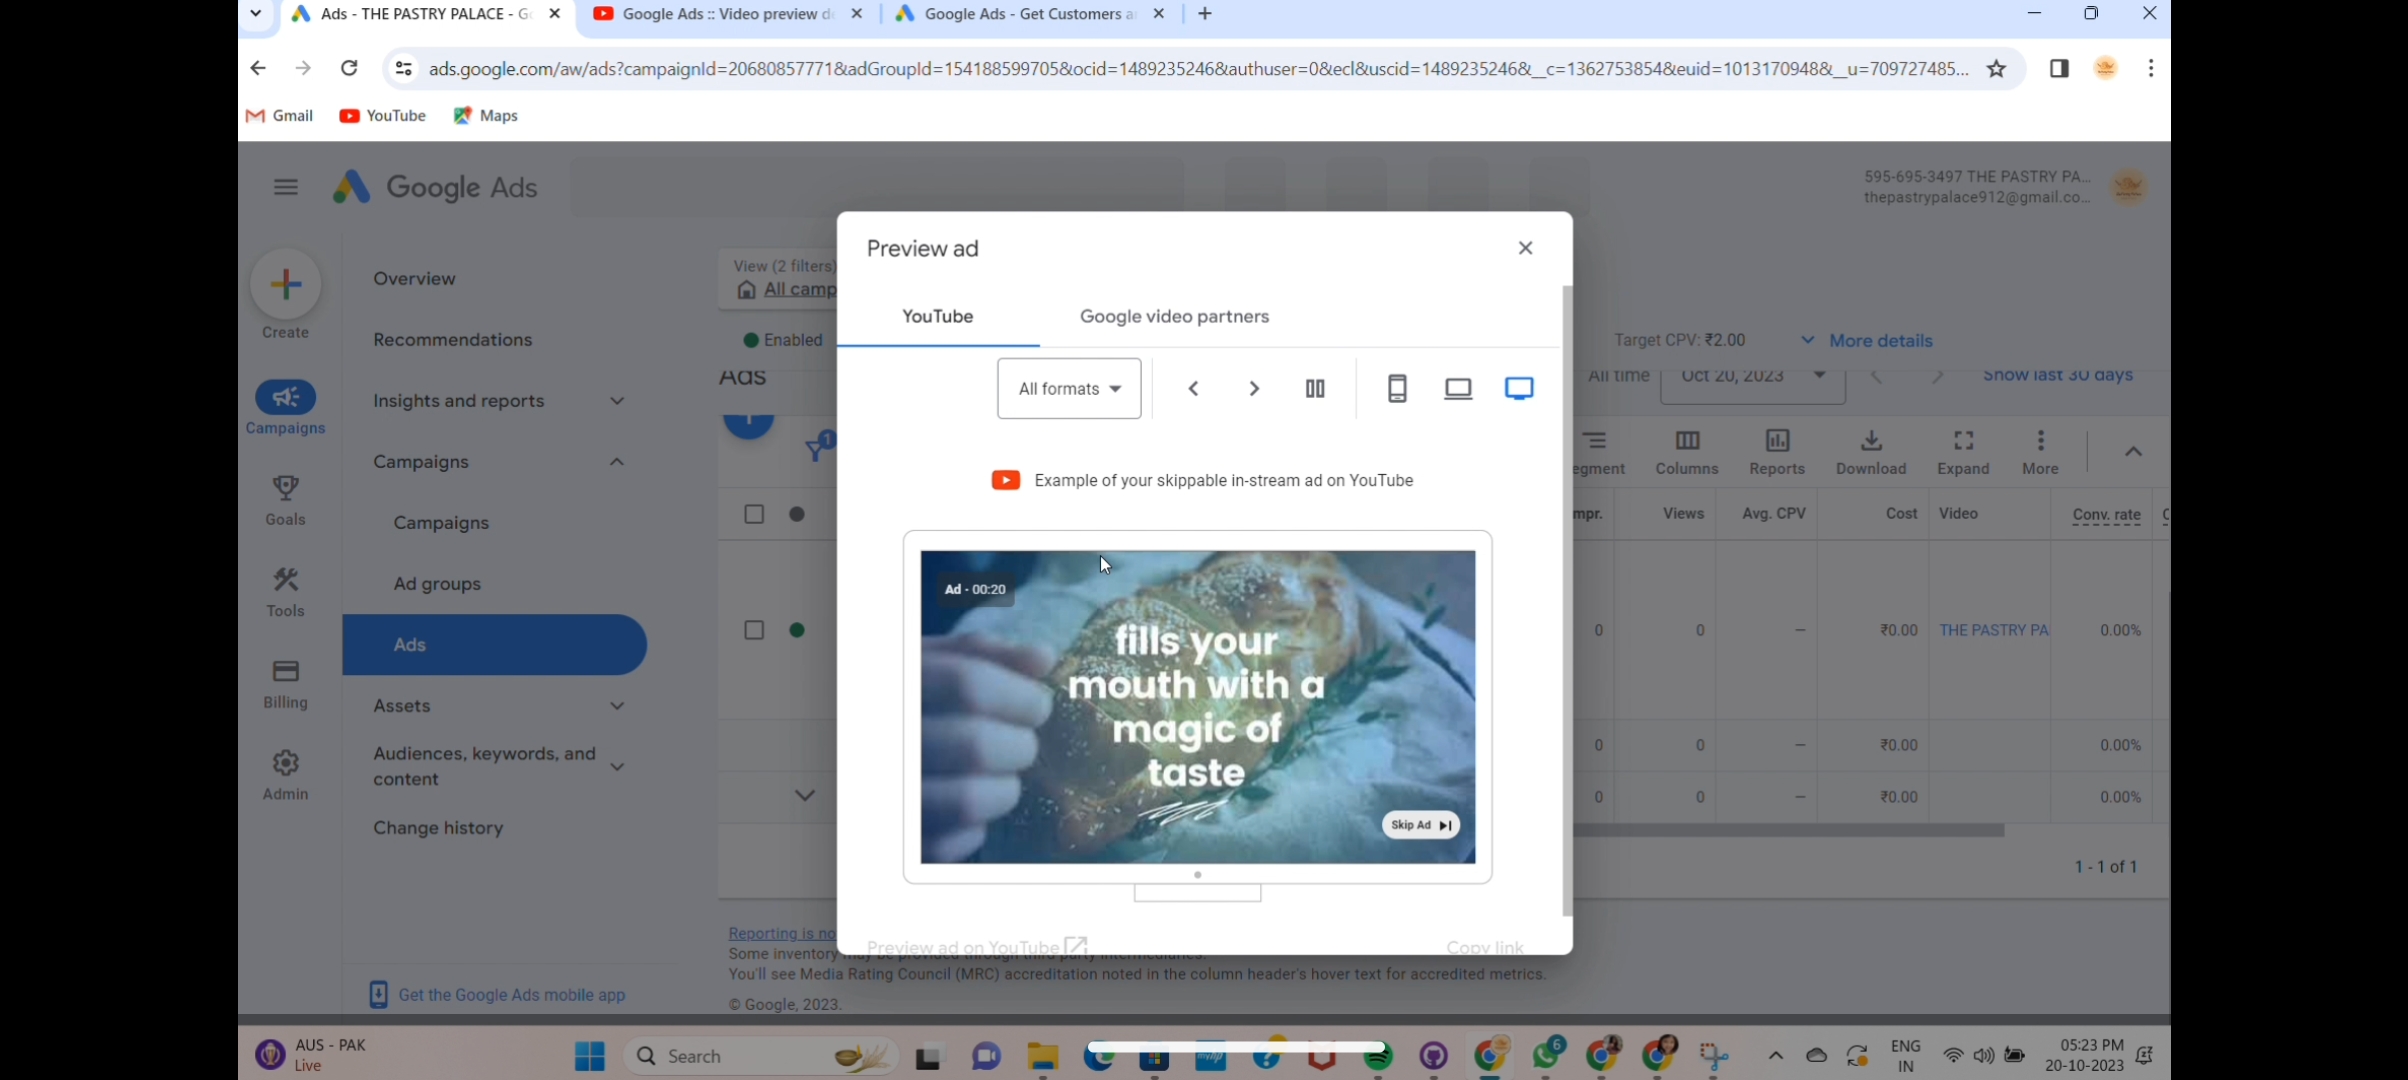 Ads - THE PASTRY PALACE - Go
Google Ads :: Video preview de
Google Ads - Get Customers a
ads.google.com/aw/ads?campaignId=20680857771&adGroupId=154188599705&ocid=1489235246&authuser=0&ecl&uscid=1489235246&__c=1362753854&euid=1013170948&__u=709727485...
Gmail
YouTube
Maps
Google Ads
595-695-3497 THE PASTRY PA...
thepastrypalace912@gmail.co...
Create
Campaigns
Goals
Tools
Billing
Admin
Overview
Recommendations
Insights and reports
Campaigns
Campaigns
Ad groups
Ads
Assets
Audiences, keywords, and
content
Change history
Get the Google Ads mobile app
View (2 filters)
All camp
Enabled
Target CPV: ₹2.00
More details
Ads
All time
Oct 20, 2023
Show last 30 days
1
egment
Columns
Reports
Download
Expand
More
mpr.
Views
Avg. CPV
Cost
Video
Conv. rate
0
0
–
₹0.00
THE PASTRY PA
0.00%
0
0
–
₹0.00
0.00%
0
0
–
₹0.00
0.00%
1 - 1 of 1
Preview ad
YouTube
Google video partners
All formats
Example of your skippable in-stream ad on YouTube
Ad - 00:20
fills your
mouth with a
magic of
taste
Skip Ad
Preview ad on YouTube
Copy link
Reporting is no
Some inventory may be provided through third party intermediaries.
You'll see Media Rating Council (MRC) accreditation noted in the column header's hover text for accredited metrics.
© Google, 2023.
AUS - PAK
Live
Search
6
ENG
IN
05:23 PM
20-10-2023